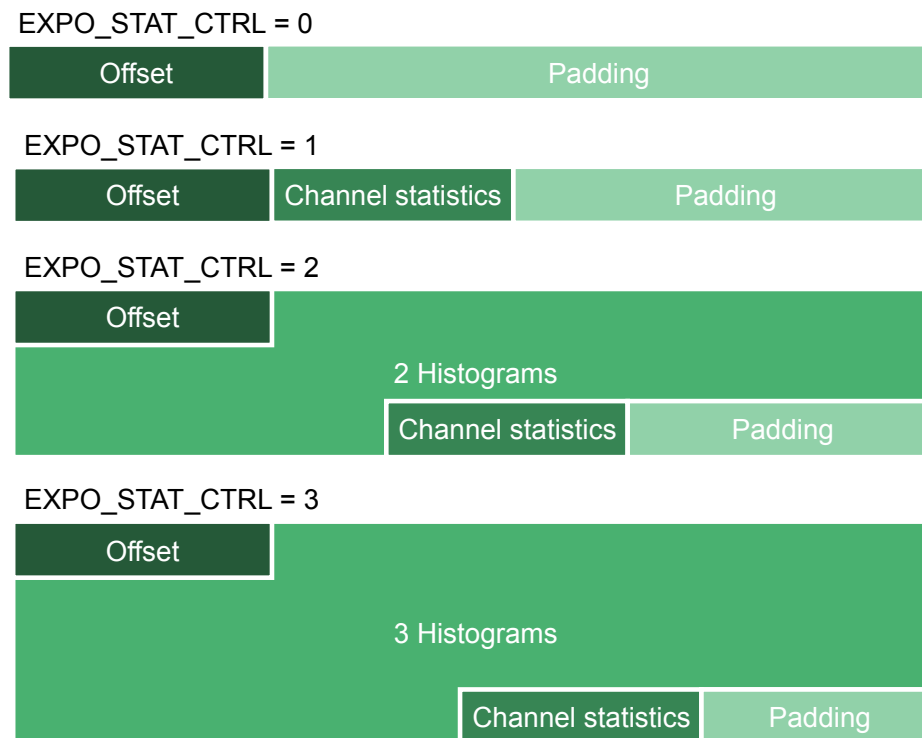 EXPO_STAT_CTRL = 0
Offset Padding
EXPO_STAT_CTRL = 1
Offset Channel statistics Padding
EXPO_STAT_CTRL = 2
Offset
2 Histograms
Channel statistics Padding
EXPO_STAT_CTRL = 3
Offset
3 Histograms
Channel statistics Padding